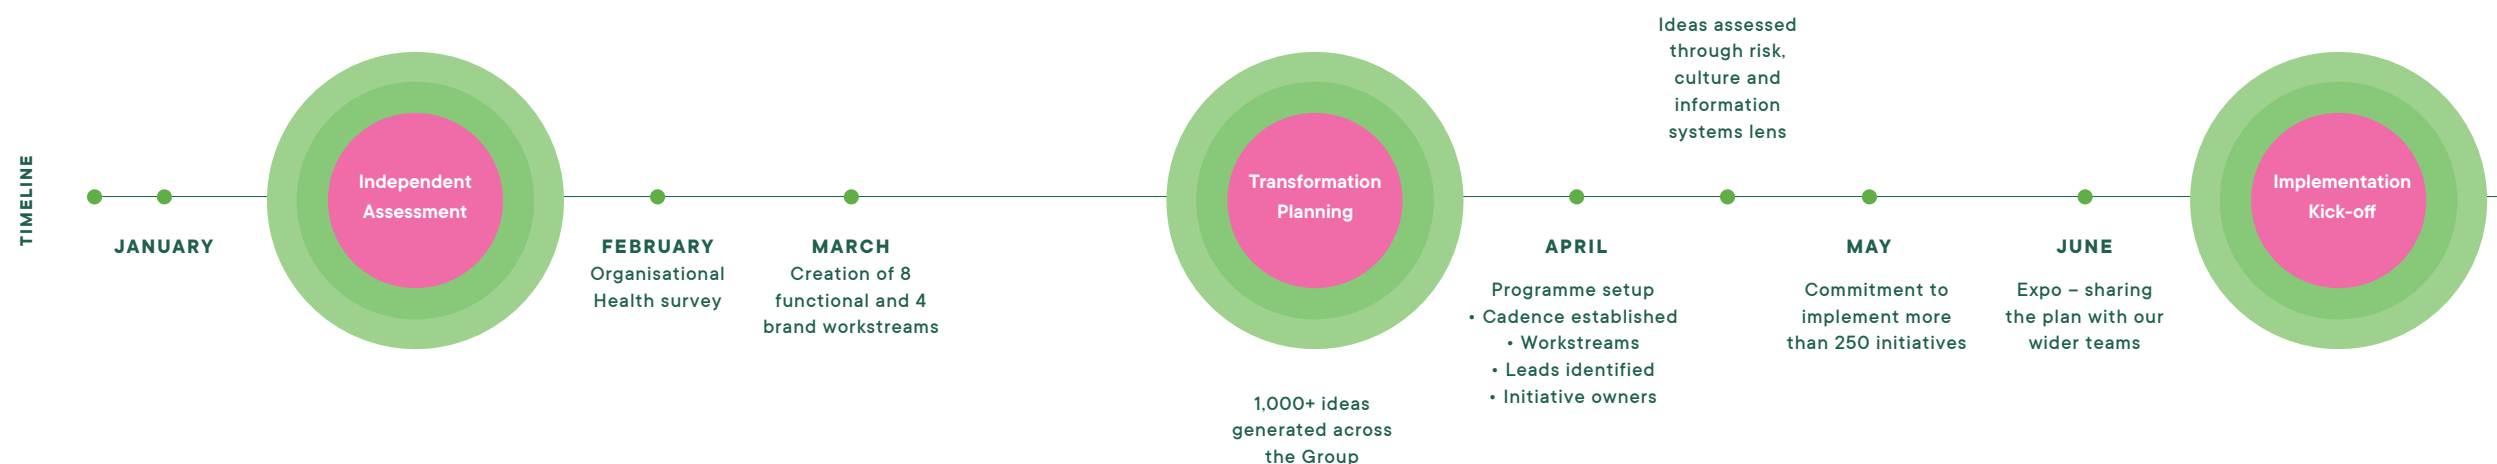 TIMELINE
JANUARY
Independent
Assessment
FEBRUARY
Organisational
Health survey
MARCH
Creation of 8
functional and 4
brand workstreams
Transformation
Planning
1,000+ ideas
generated across
the Group
APRIL
Programme setup
• Cadence established
• Workstreams
• Leads identified
• Initiative owners
Ideas assessed
through risk,
culture and
information
systems lens
MAY
Commitment to
implement more
than 250 initiatives
JUNE
Expo – sharing
the plan with our
wider teams
Implementation
Kick-off